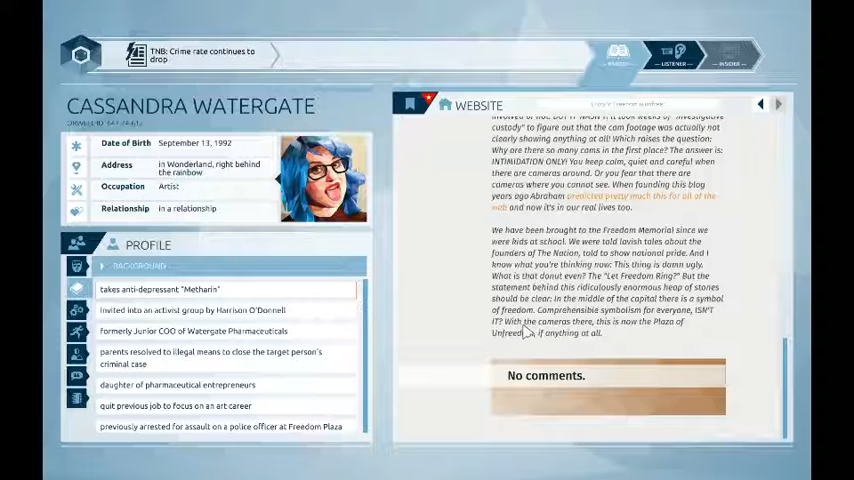 TNB: Crime rate continues to
drop
READER
LISTENER
INSIDER
CASSANDRA WATERGATE
Date of Birth September 13, 1992
Address in Wonderland, right behind
the rainbow
Occupation Artist
Relationship in a relationship
PROFILE
BACKGROUND
takes anti-depressant "Metharin"
Invited into an activist group by Harrison O'Donnell
formerly Junior COO of Watergate Pharmaceuticals
parents resolved to illegal means to close the target person's
criminal case
daughter of pharmaceutical entrepreneurs
quit previous job to focus on an art career
previously arrested for assault on a police officer at Freedom Plaza
WEBSITE
custody" to figure out that the cam footage was actually not
clearly showing anything at all! Which raises the question:
Why are there so many cams in the first place? The answer is:
INTIMIDATION ONLY! You keep calm, quiet and careful when
there are cameras around. Or you fear that there are
cameras where you cannot see. When founding this blog
years ago Abraham predicted pretty much this for all of the
web and now it's in our real lives too.
We have been brought to the Freedom Memorial since we
were kids at school. We were told lavish tales about the
founders of The Nation, told to show national pride. And I
know what you're thinking now: This thing is damn ugly.
What is that donut even? The "Let Freedom Ring?" But the
statement behind this ridiculously enormous heap of stones
should be clear: In the middle of the capital there is a symbol
of freedom. Comprehensible symbolism for everyone, ISN'T
IT? With the cameras there, this is now the Plaza of
Unfreedom, if anything at all.
No comments.